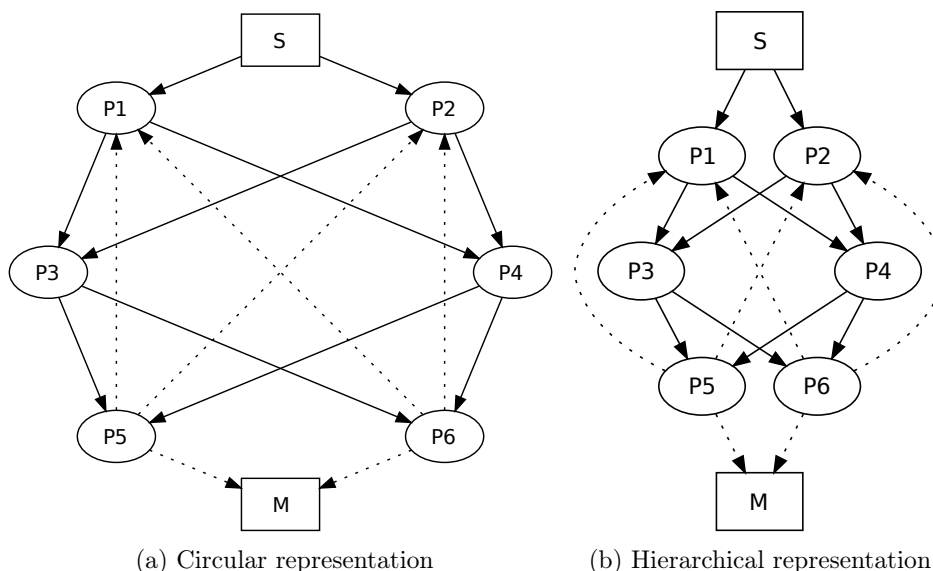 S
P1
P2
P3
P4
P5
P6
M
(a) Circular representation
S
P1
P2
P3
P4
P5
P6
M
(b) Hierarchical representation